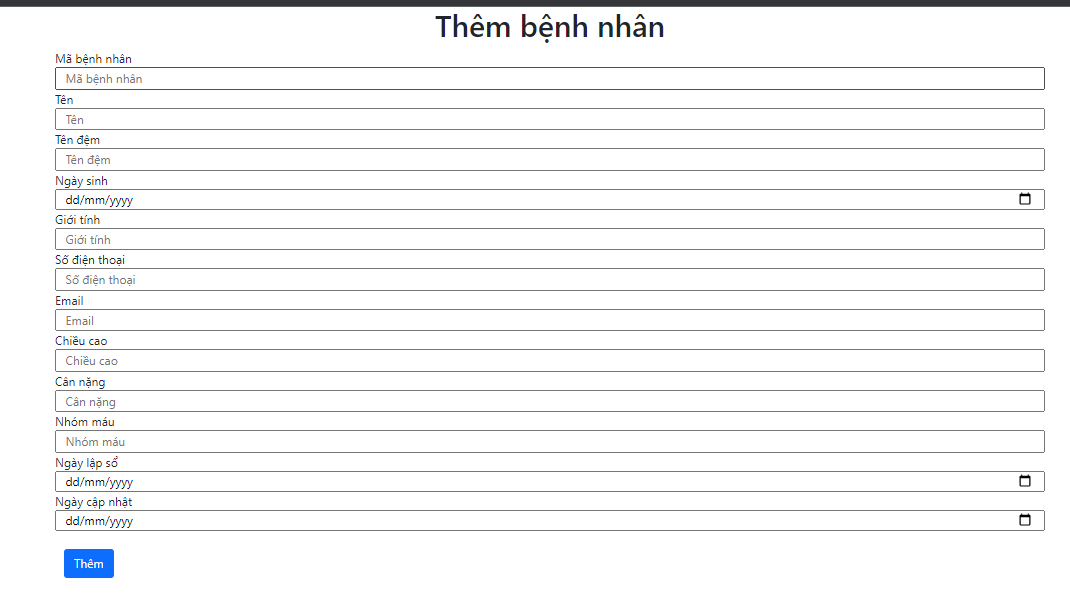 Thêm bệnh nhân
Mã bệnh nhân
Mã bệnh nhân
Tên
Tên
Tên đệm
Tên đệm
Ngày sinh
dd/mm/yyyy
Giới tính
Giới tính
Số điện thoại
Số điện thoại
Email
Email
Chiều cao
Chiều cao
Cân nặng
Cân nặng
Nhóm máu
Nhóm máu
Ngày lập sổ
dd/mm/yyyy
Ngày cập nhật
dd/mm/yyyy
Thêm